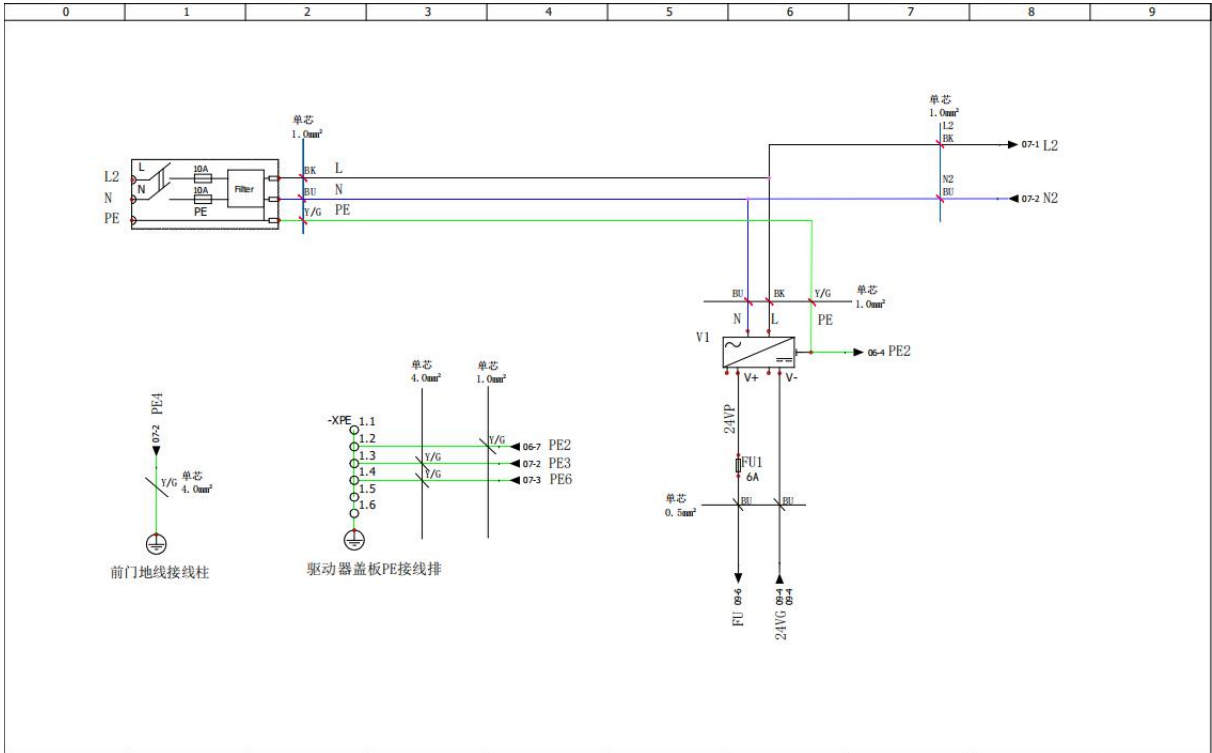 0 1 2 3 4 5 6 7 8 9
单芯
1.0mm²
L2
BK
07-1 L2
N2
BU
07-2 N2
单芯
1.0mm²
L2
L
10A
BK L
N
N
10A
Filter
BU N
PE
PE
Y/G PE
BU BK Y/G
单芯
1.0mm²
N L PE
V1
06-4 PE2
V+ V-
24VP
FU1
6A
单芯
0.5mm²
BU BU
FU 09-6
24VG 09-4
09-4
单芯
4.0mm²
单芯
1.0mm²
-XPE 1.1
1.2
Y/G
06-7 PE2
1.3
Y/G
07-2 PE3
1.4
Y/G
07-3 PE6
1.5
1.6
驱动器盖板PE接线排
07-2 PE4
Y/G
单芯
4.0mm²
前门地线接线柱